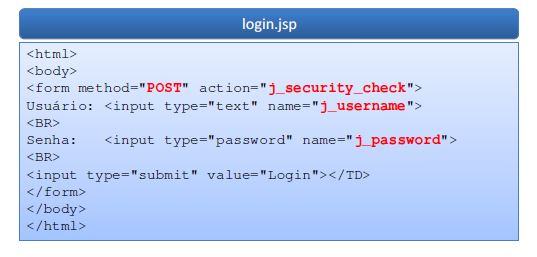 login.jsp
<html>
<body>
<form method="POST" action="j_security_check">
Usuário: <input type="text" name="j_username">
<BR>
Senha:   <input type="password" name="j_password">
<BR>
<input type="submit" value="Login"></TD>
</form>
</body>
</html>